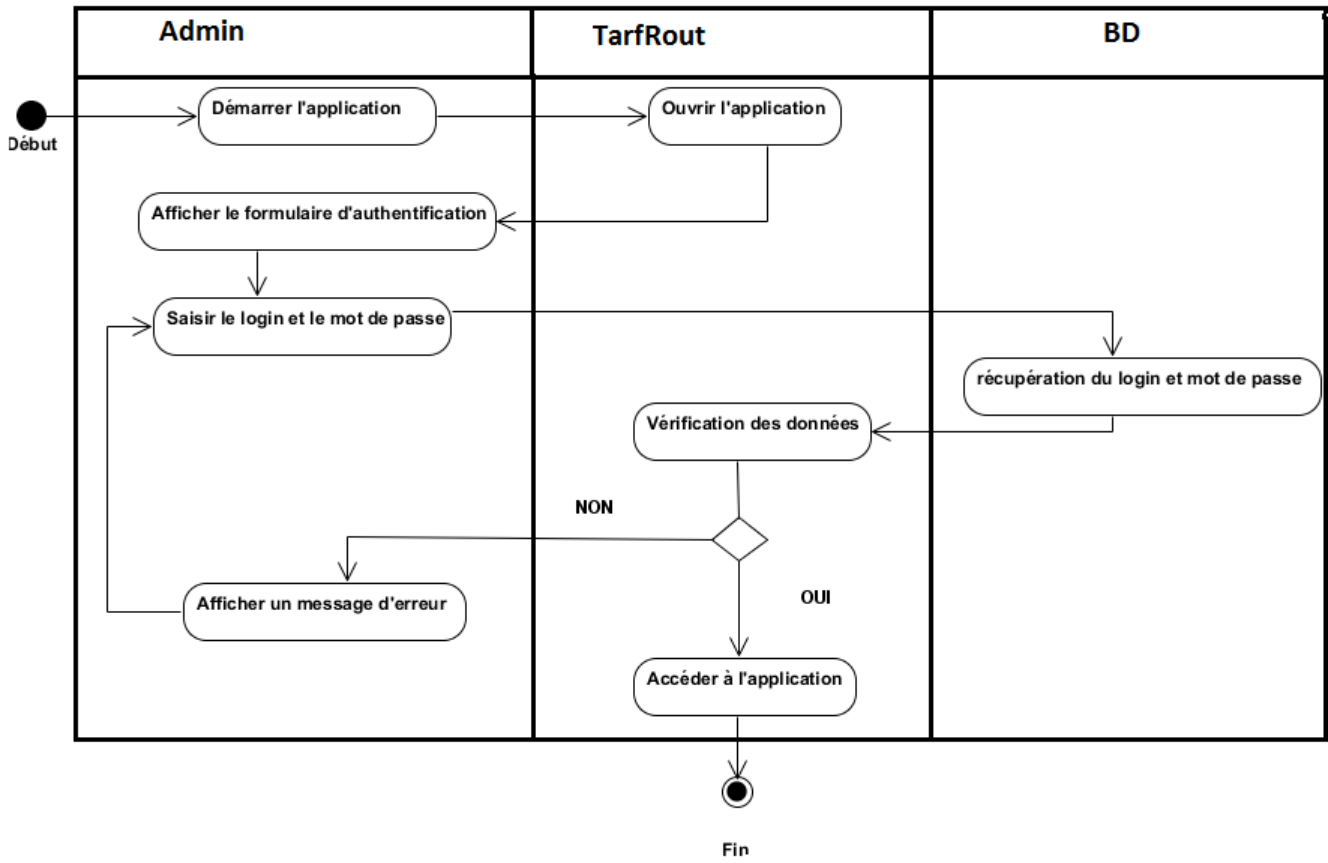 Admin
TarfRout
BD
Démarrer l'application
Ouvrir l'application
Début
Afficher le formulaire d'authentification
Saisir le login et le mot de passe
récupération du login et mot de passe
Vérification des données
NON
Afficher un message d'erreur
OUI
Accéder à l'application
Fin